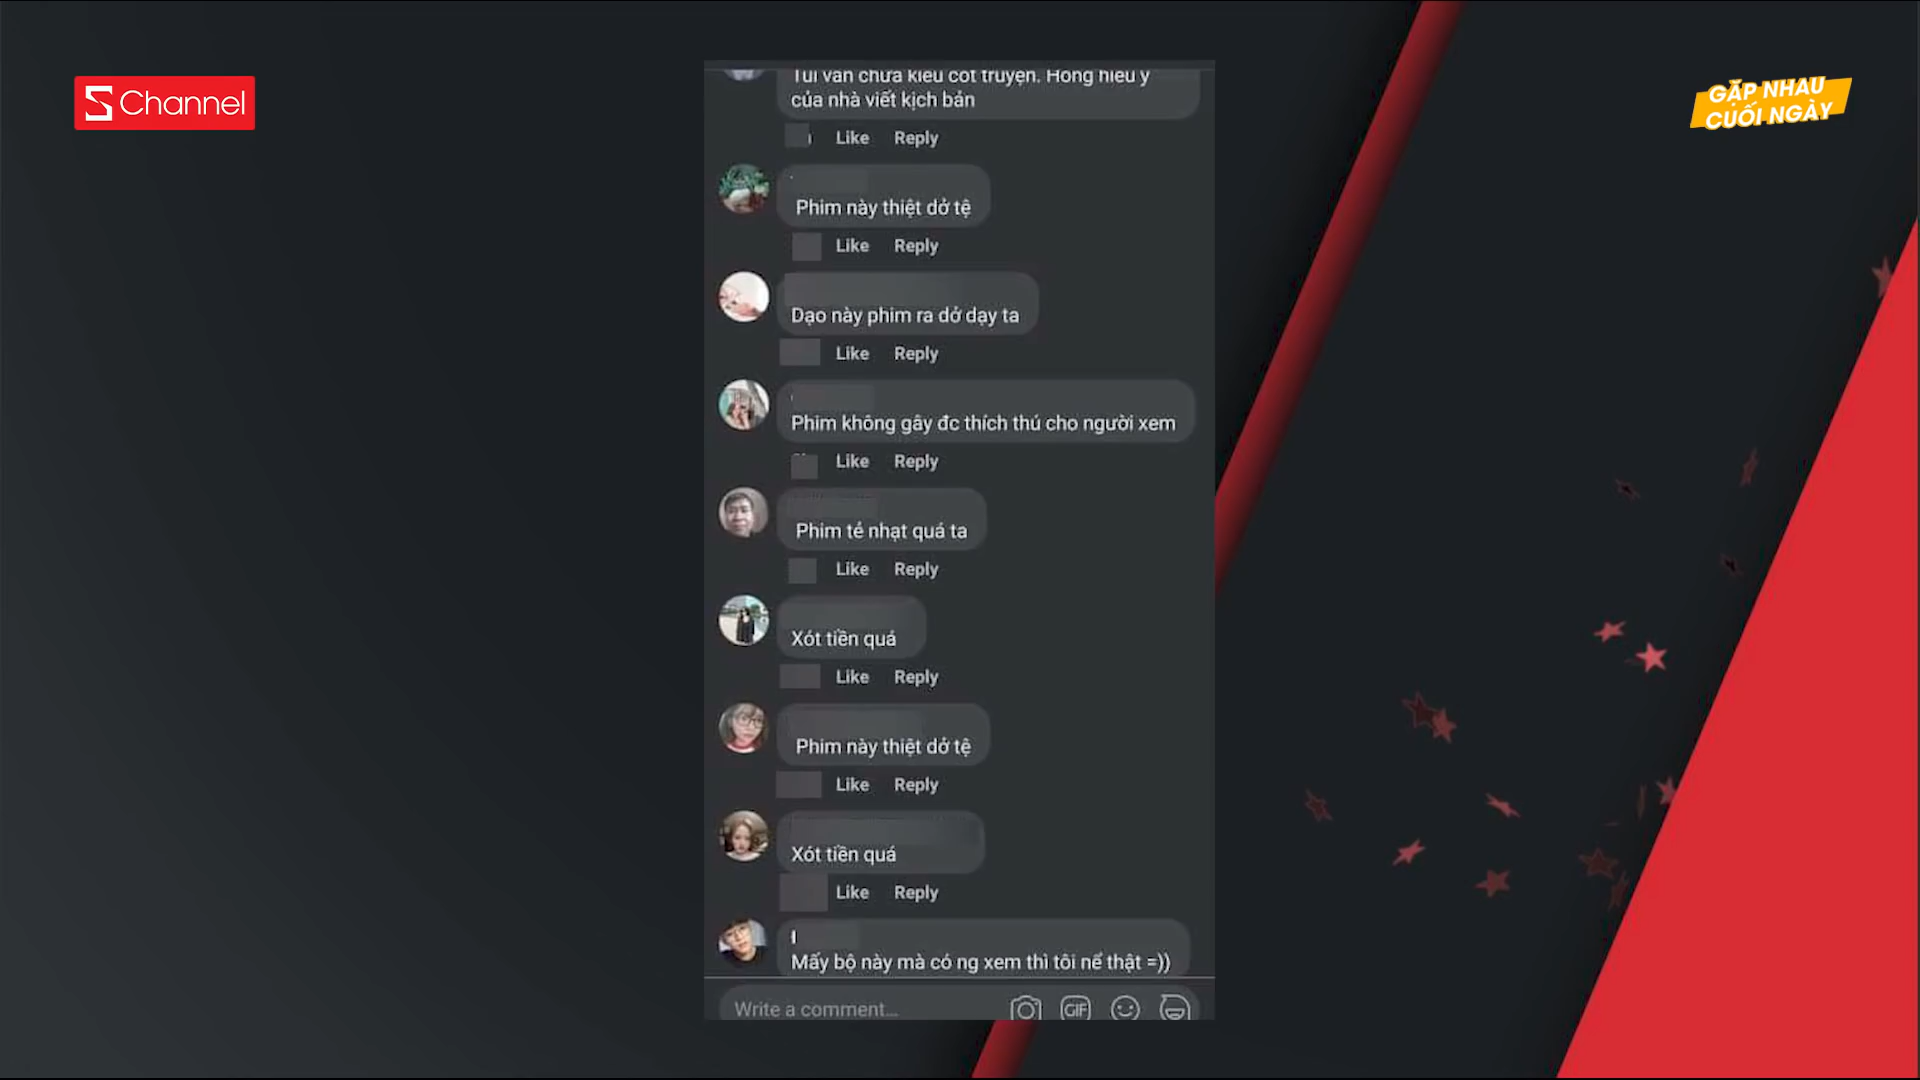 S Channel
GẶP NHAU
CUỐI NGÀY
Tui vẫn chưa kiểu cốt truyện. Hông hiểu ý
của nhà viết kịch bản
Like Reply
Phim này thiệt dở tệ
Like Reply
Dạo này phim ra dở dạy ta
Like Reply
Phim không gây đc thích thú cho người xem
Like Reply
Phim tẻ nhạt quá ta
Like Reply
Xót tiền quá
Like Reply
Phim này thiệt dở tệ
Like Reply
Xót tiền quá
Like Reply
Mấy bộ này mà có ng xem thì tôi nể thật =))
Write a comment...
GIF